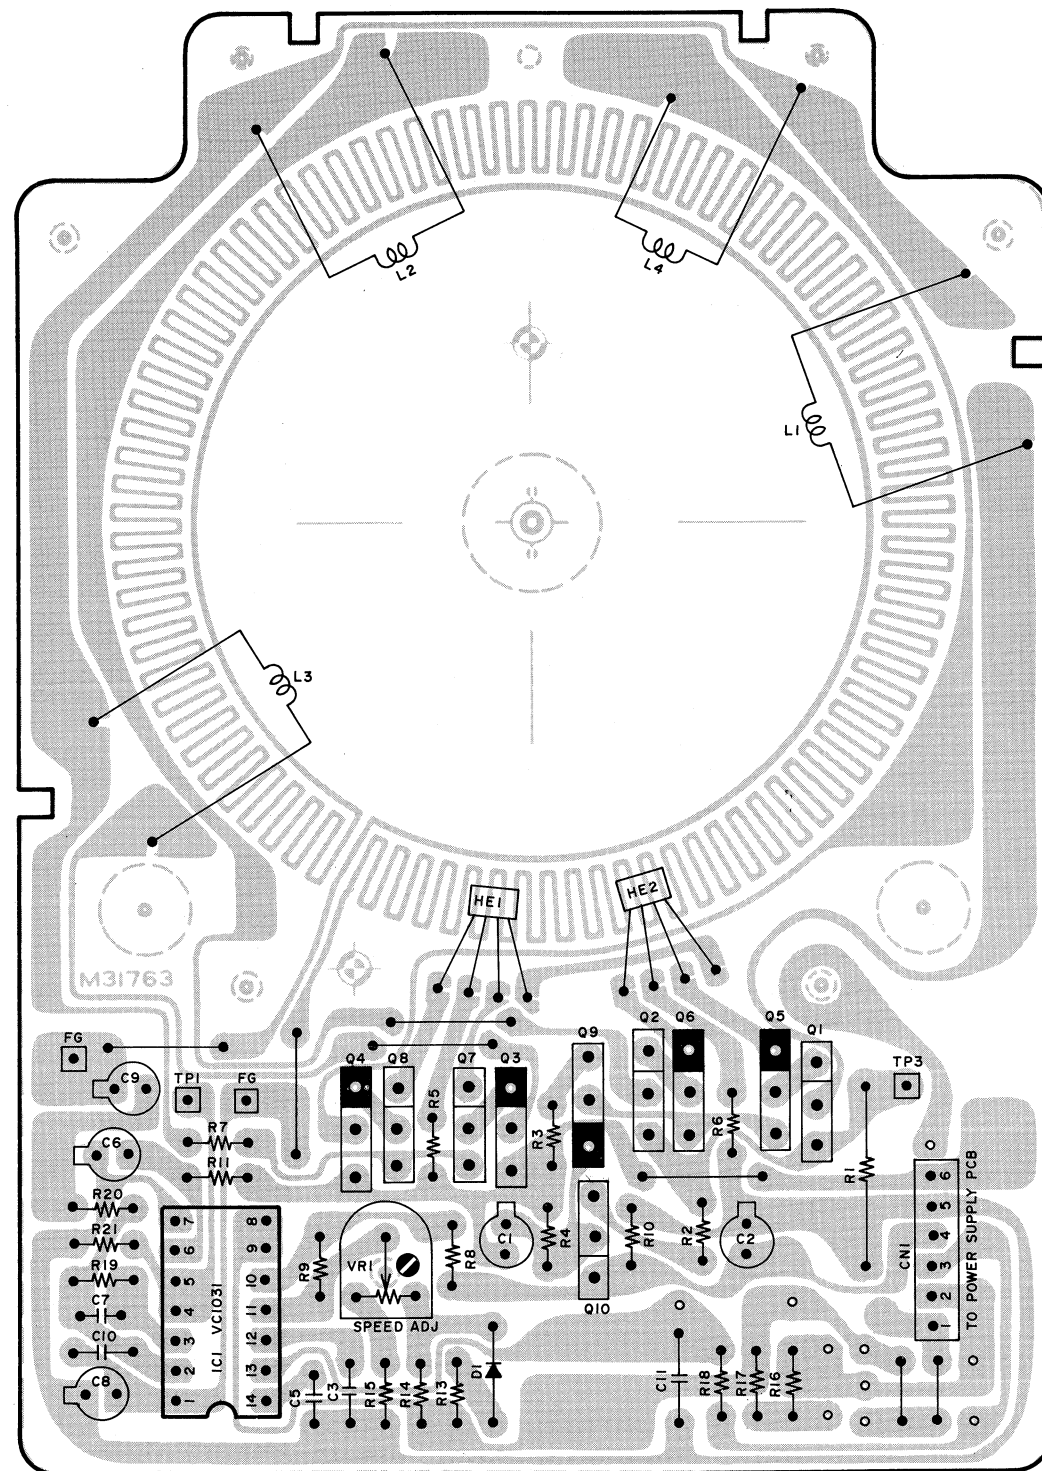 L2
L4
L1
L3
HE1
HE2
M31763
FG
C9
TP1
FG
Q4
Q8
Q7
Q3
Q9
Q2
Q6
Q5
Q1
TP3
R5
R3
R6
R7
R11
C6
R20
R21
R19
C7
C10
C8
7
6
5
4
3
2
1
8
9
10
11
12
13
14
IC1 VC1031
R9
VR1
SPEED ADJ
R8
C1
R4
R10
R2
C2
Q10
R1
CN1
6
5
4
3
2
1
TO POWER SUPPLY PCB
C5
C3
R15
R14
R13
D1
C11
R18
R17
R16